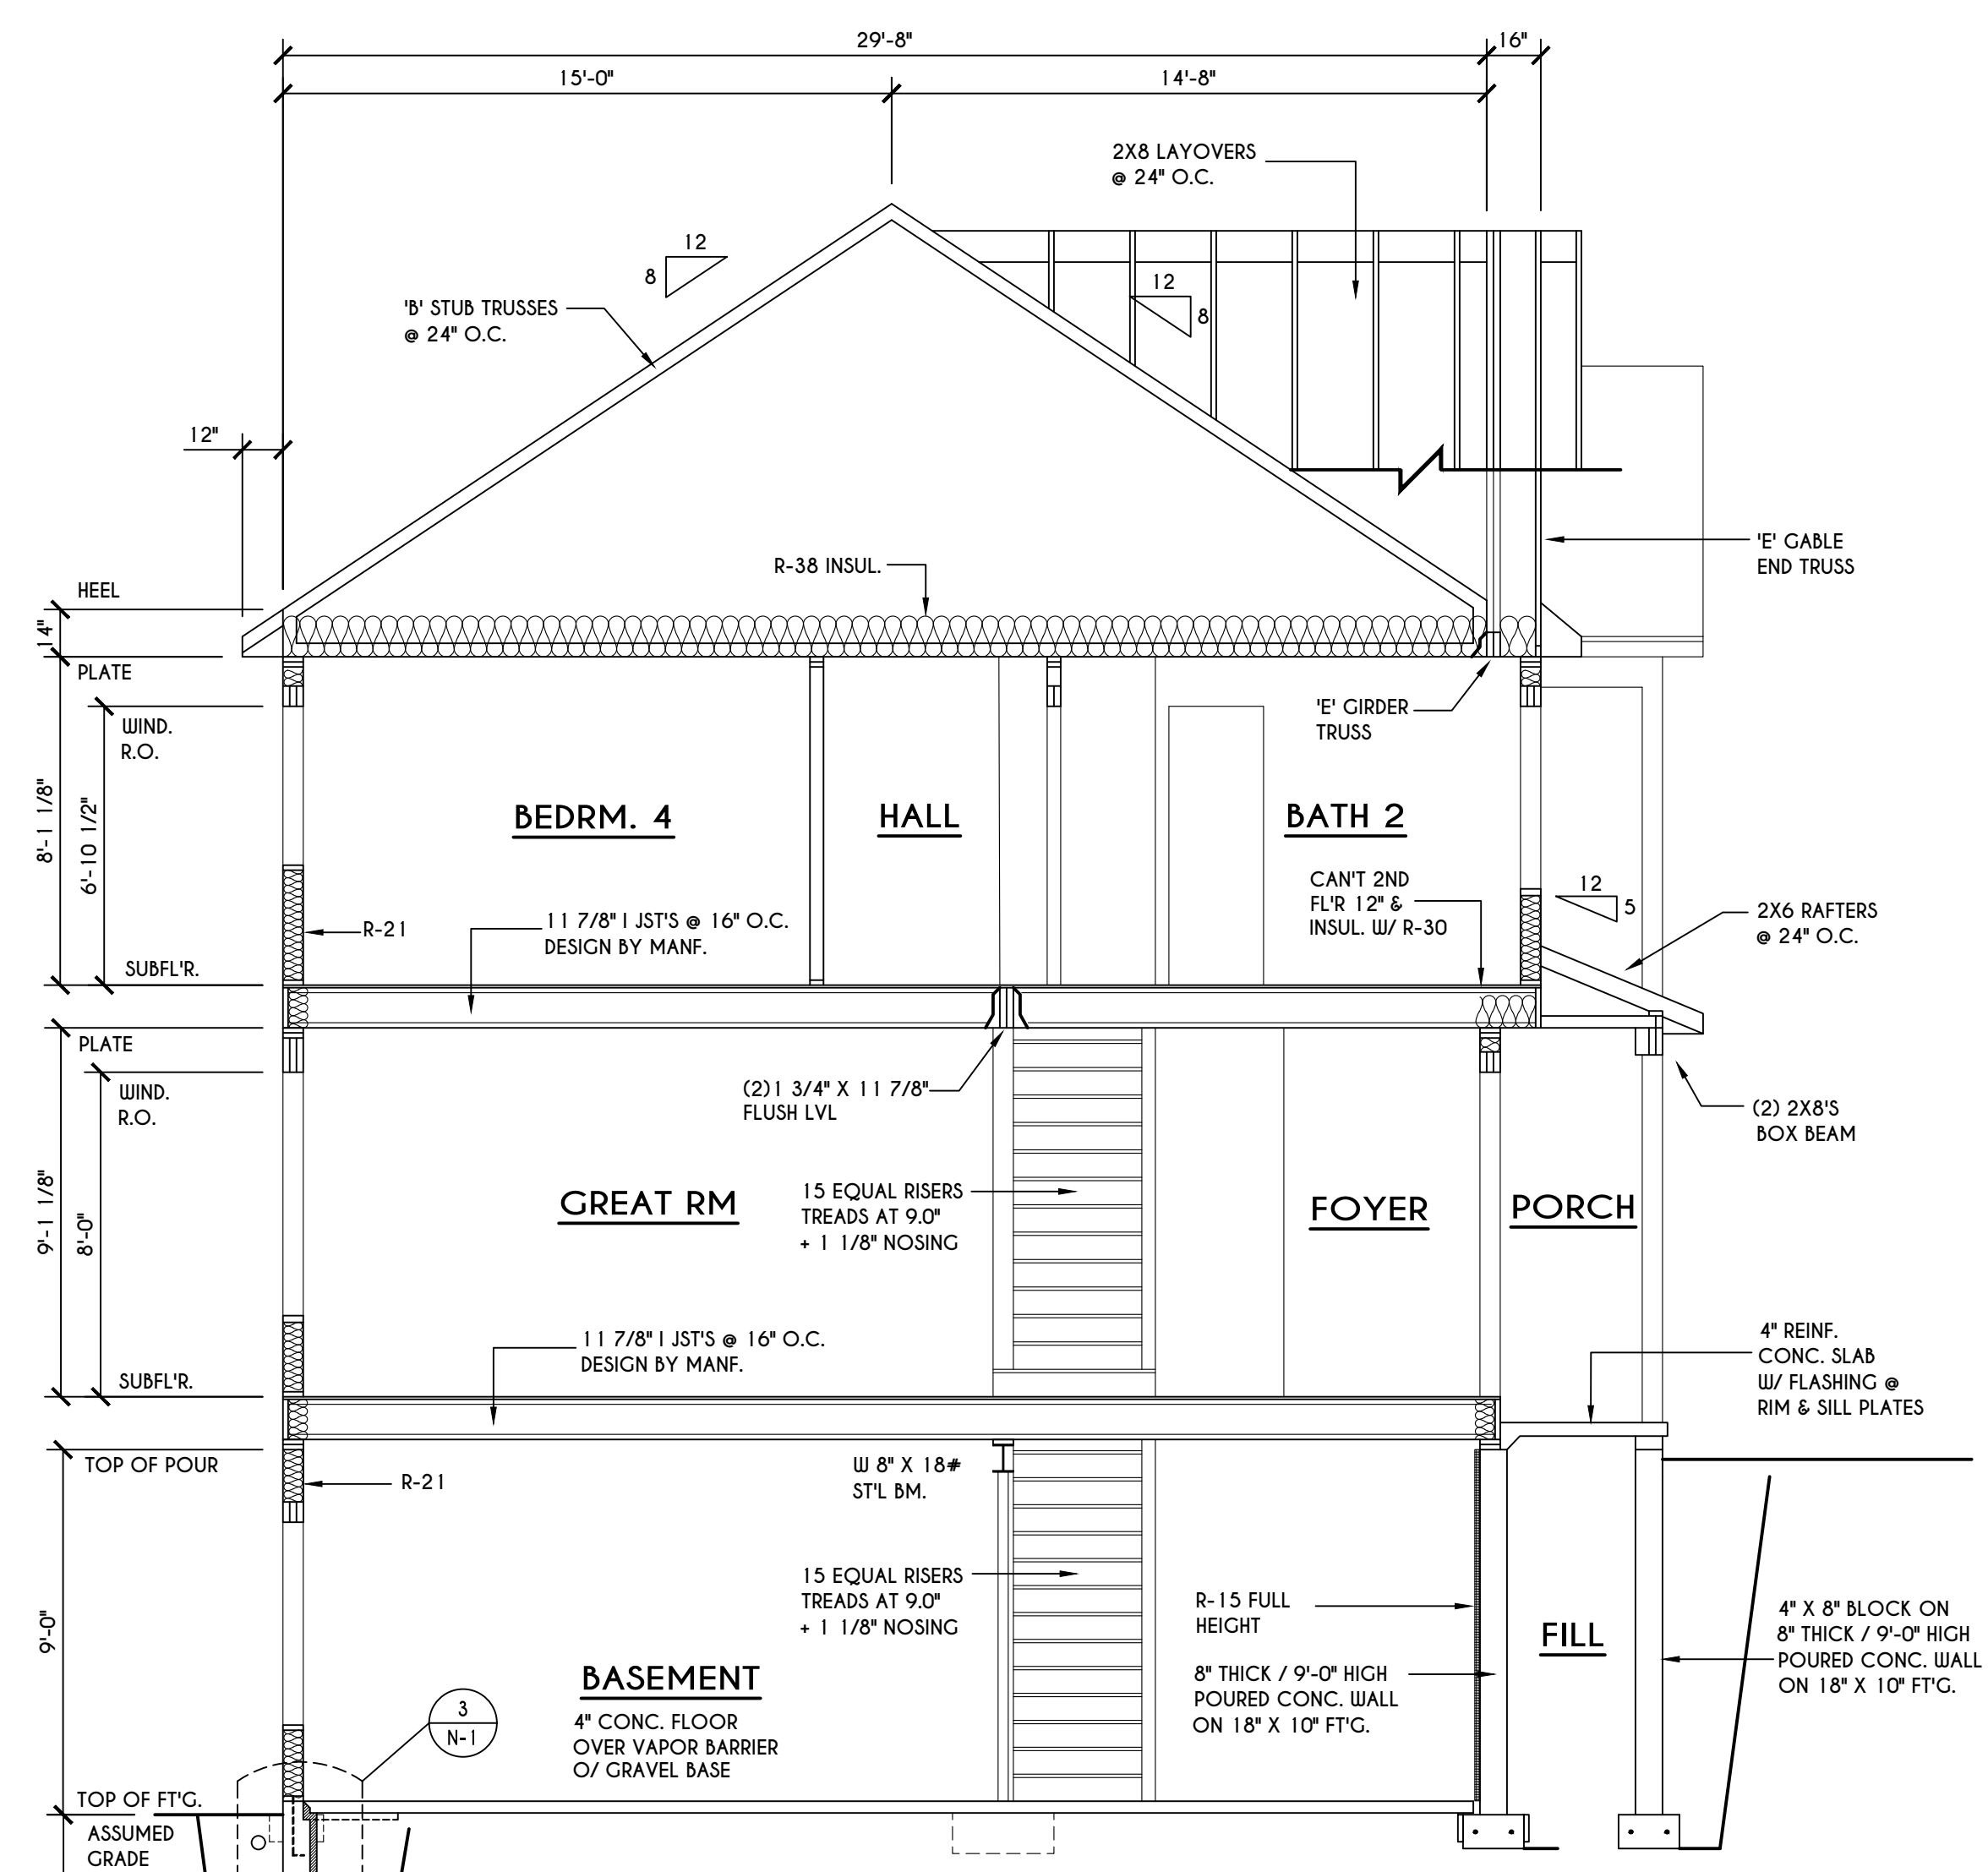 29'-8"
16"
15'-0"
14'-8"
2X8 LAYOVERS
@ 24" O.C.
12
8
12
8
'B' STUB TRUSSES
@ 24" O.C.
12"
'E' GABLE
END TRUSS
R-38 INSUL.
HEEL
14"
PLATE
WIND.
R.O.
'E' GIRDER
TRUSS
8'-1 1/8"
6'-10 1/2"
BEDRM. 4
HALL
BATH 2
CAN'T 2ND
FL'R 12" &
INSUL. W/ R-30
12
5
2X6 RAFTERS
@ 24" O.C.
R-21
11 7/8" I JST'S @ 16" O.C.
DESIGN BY MANF.
SUBFL'R.
PLATE
WIND.
R.O.
(2)1 3/4" X 11 7/8"
FLUSH LVL
(2) 2X8'S
BOX BEAM
9'-1 1/8"
8'-0"
GREAT RM
15 EQUAL RISERS
TREADS AT 9.0"
+ 1 1/8" NOSING
FOYER
PORCH
11 7/8" I JST'S @ 16" O.C.
DESIGN BY MANF.
4" REINF.
CONC. SLAB
W/ FLASHING @
RIM & SILL PLATES
SUBFL'R.
TOP OF POUR
R-21
W 8" X 18#
ST'L BM.
9'-0"
15 EQUAL RISERS
TREADS AT 9.0"
+ 1 1/8" NOSING
R-15 FULL
HEIGHT
FILL
4" X 8" BLOCK ON
8" THICK / 9'-0" HIGH
POURED CONC. WALL
ON 18" X 10" FT'G.
8" THICK / 9'-0" HIGH
POURED CONC. WALL
ON 18" X 10" FT'G.
BASEMENT
4" CONC. FLOOR
OVER VAPOR BARRIER
O/ GRAVEL BASE
3
N-1
TOP OF FT'G.
ASSUMED
GRADE